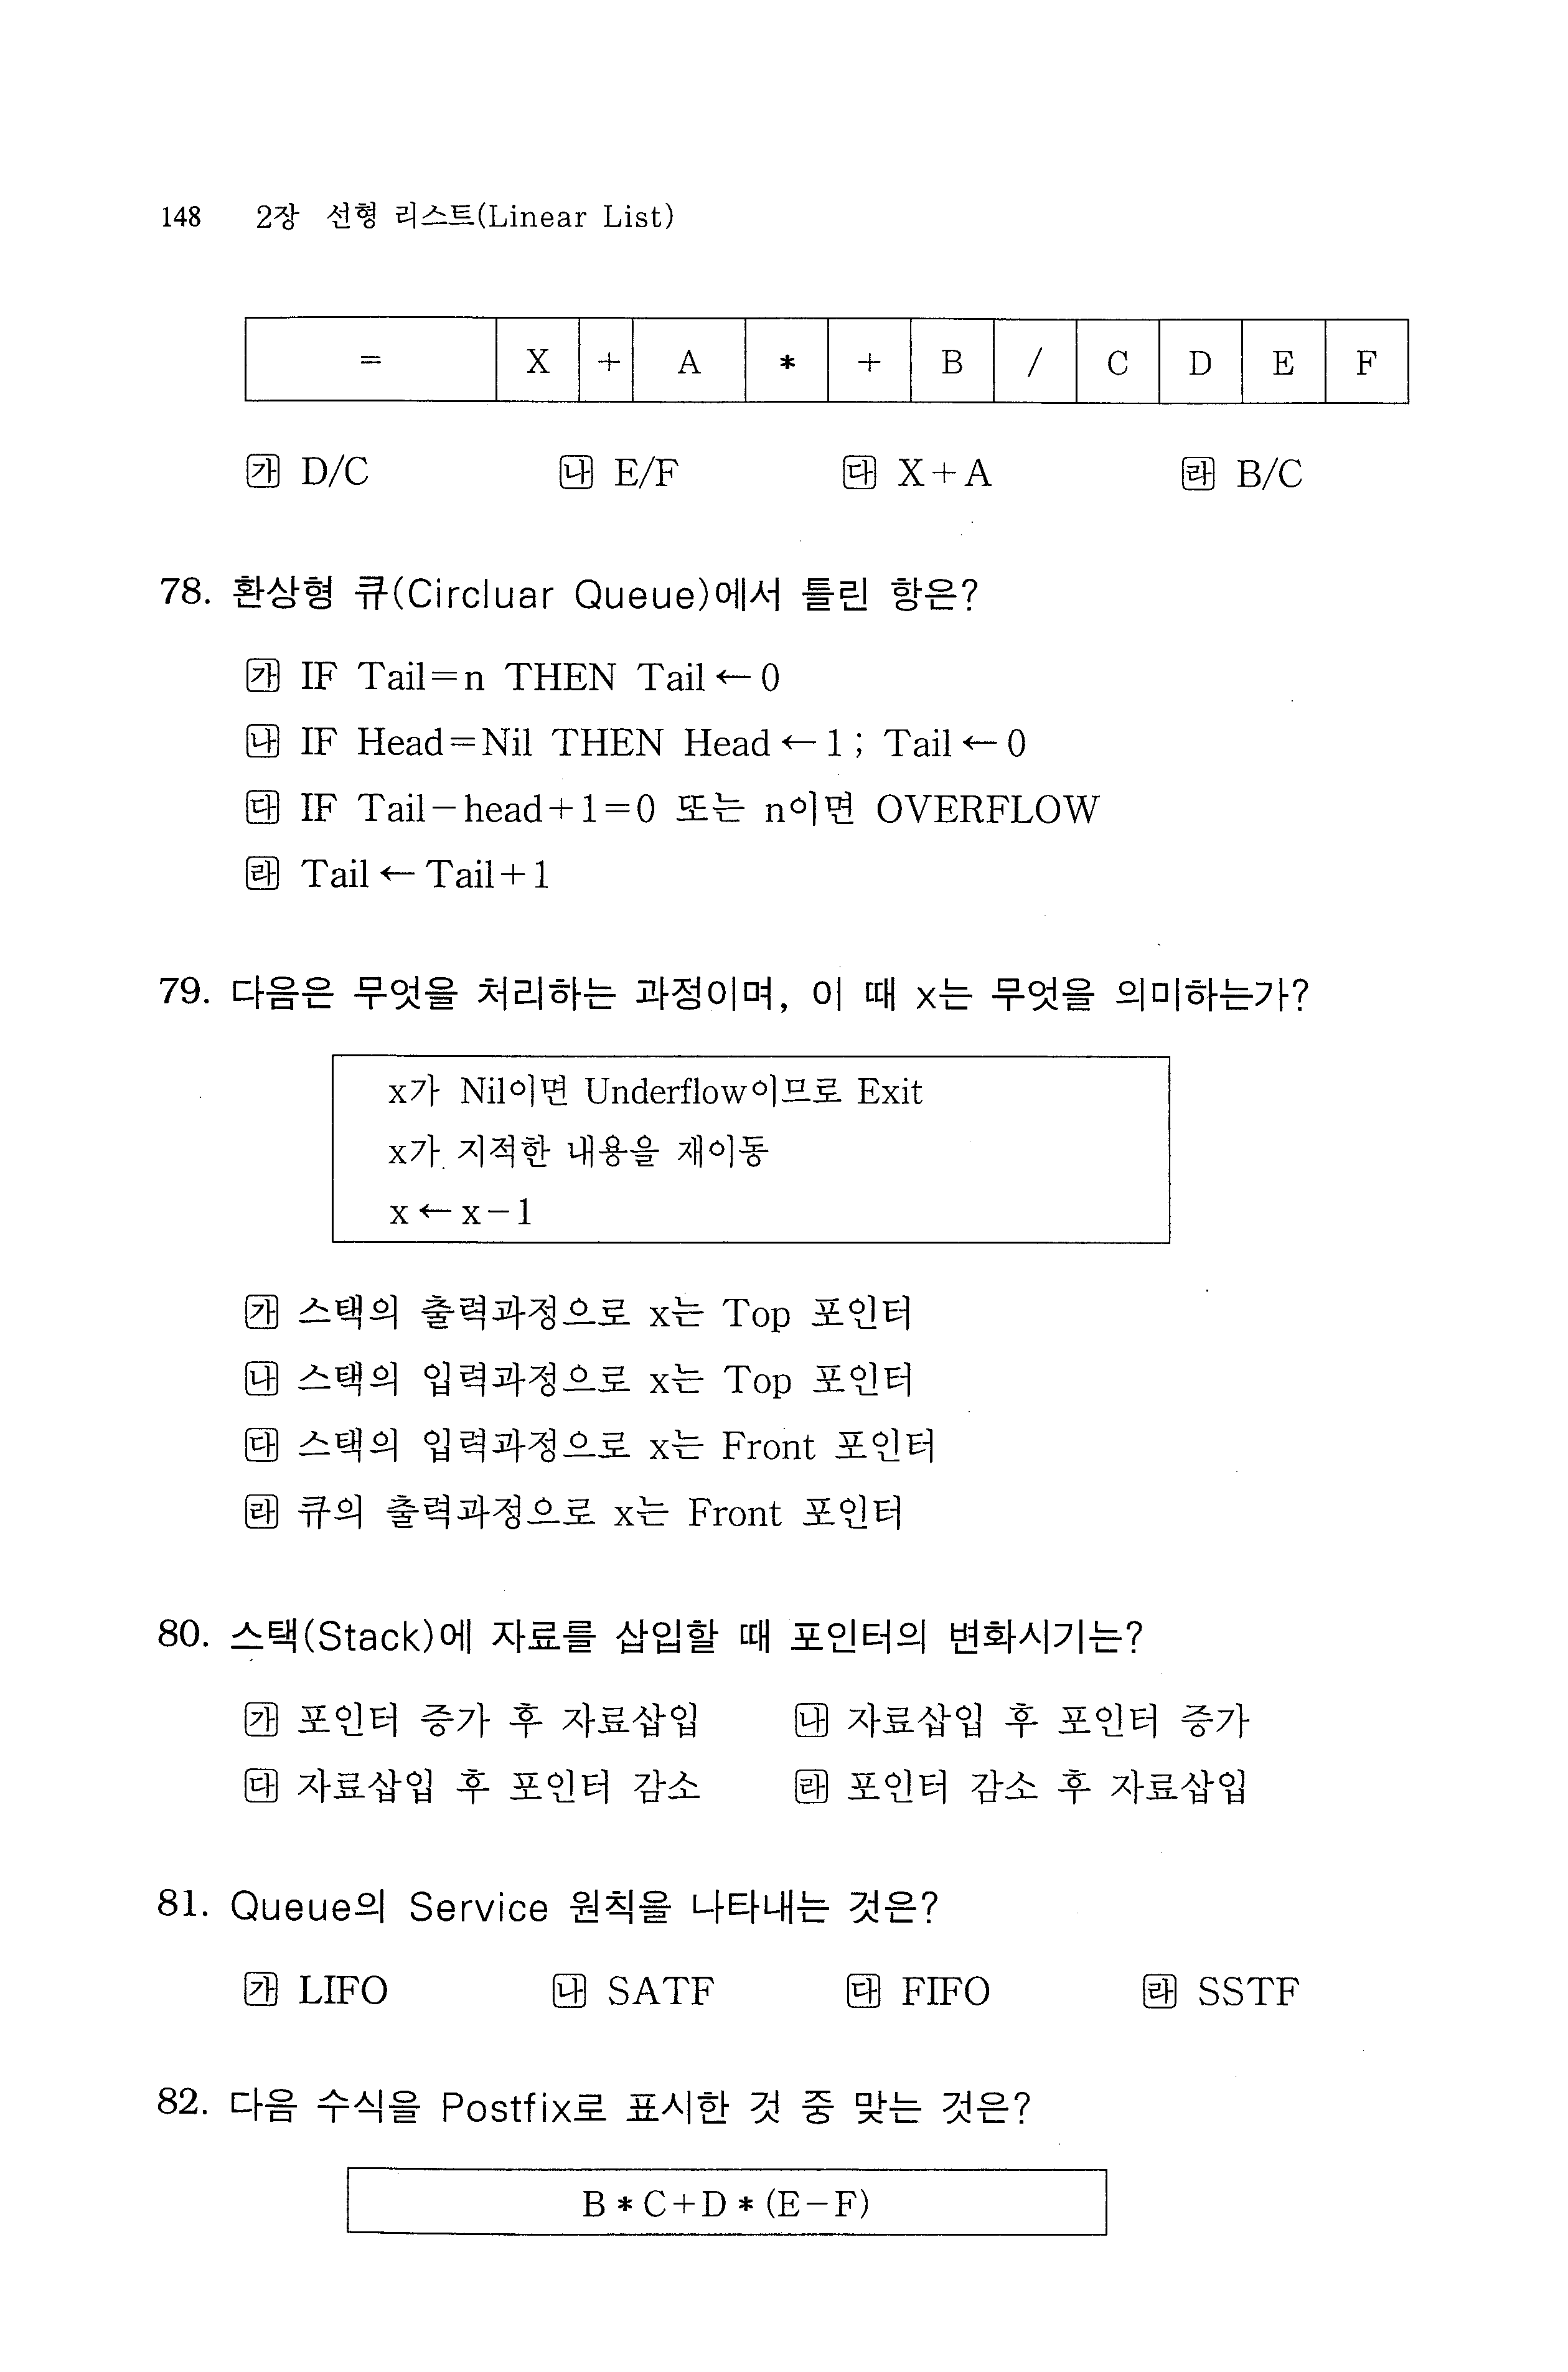 148 2장 선형 리스트(Linear List)
= X + A * + B / C D E F
㉮ D/C ㉯ E/F ㉰ X+A ㉱ B/C
78. 환상형 큐(Circluar Queue)에서 틀린 항은?
㉮ IF Tail=n THEN Tail←0
㉯ IF Head=Nil THEN Head←1; Tail←0
㉰ IF Tail-head+1=0 또는 n이면 OVERFLOW
㉱ Tail←Tail+1
79. 다음은 무엇을 처리하는 과정이며, 이 때 x는 무엇을 의미하는가?
x가 Nil이면 Underflow이므로 Exit
x가 지적한 내용을 재이동
x←x-1
㉮ 스택의 출력과정으로 x는 Top 포인터
㉯ 스택의 입력과정으로 x는 Top 포인터
㉰ 스택의 입력과정으로 x는 Front 포인터
㉱ 큐의 출력과정으로 x는 Front 포인터
80. 스택(Stack)에 자료를 삽입할 때 포인터의 변화시기는?
㉮ 포인터 증가 후 자료삽입 ㉯ 자료삽입 후 포인터 증가
㉰ 자료삽입 후 포인터 감소 ㉱ 포인터 감소 후 자료삽입
81. Queue의 Service 원칙을 나타내는 것은?
㉮ LIFO ㉯ SATF ㉰ FIFO ㉱ SSTF
82. 다음 수식을 Postfix로 표시한 것 중 맞는 것은?
B*C+D*(E-F)